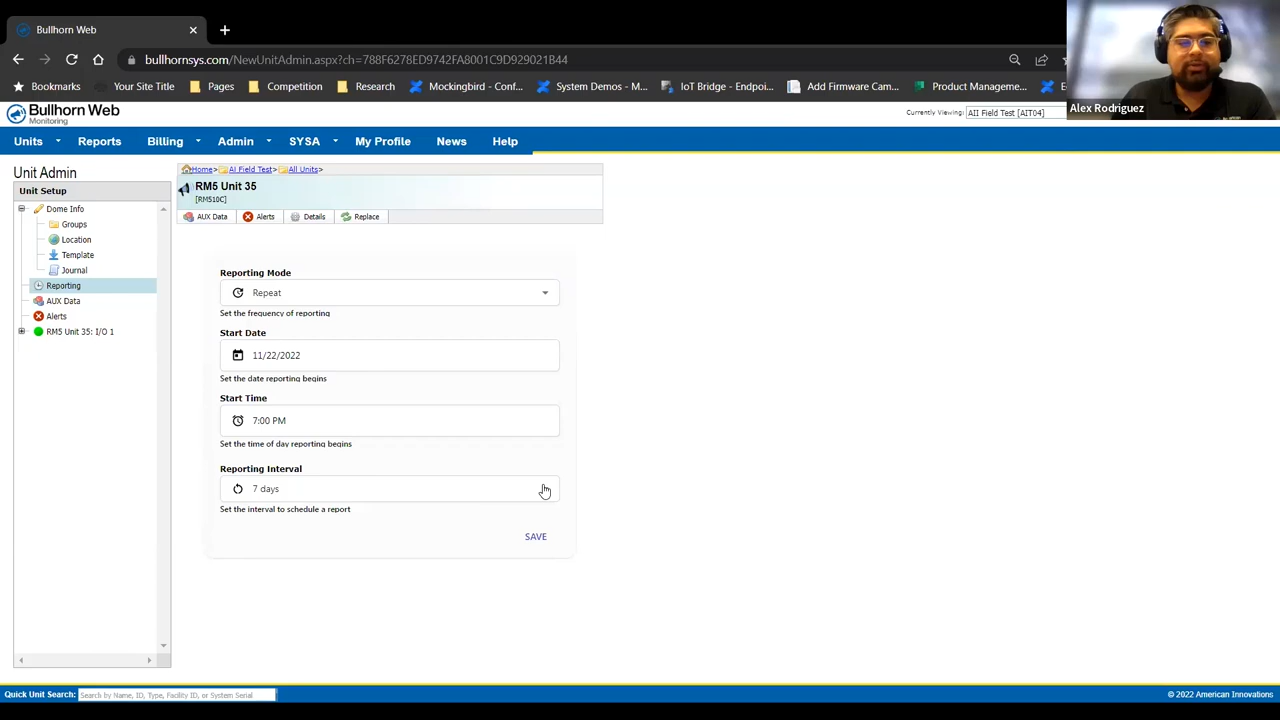 Bullhorn Web
bullhornsys.com/NewUnitAdmin.aspx?ch=788F6278ED9742FA8001C9D929021B44
Bookmarks
Your Site Title
Pages
Competition
Research
Mockingbird - Conf...
System Demos - M...
IoT Bridge - Endpoi...
Add Firmware Cam...
Product Manageme...
Ec
Alex Rodriguez
Bullhorn Web
Monitoring
Currently Viewing:
AII Field Test [AIT04]
Units
Reports
Billing
Admin
SYSA
My Profile
News
Help
Unit Admin
Unit Setup
Dome Info
Groups
Location
Template
Journal
Reporting
AUX Data
Alerts
RM5 Unit 35: I/O 1
Home> AI Field Test> All Units>
RM5 Unit 35
[RM510C]
AUX Data
Alerts
Details
Replace
Reporting Mode
Repeat
Set the frequency of reporting
Start Date
11/22/2022
Set the date reporting begins
Start Time
7:00 PM
Set the time of day reporting begins
Reporting Interval
7 days
Set the interval to schedule a report
SAVE
Quick Unit Search:
Search by Name, ID, Type, Facility ID, or System Serial
© 2022 American Innovations